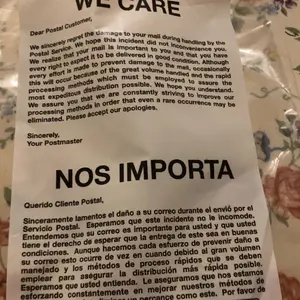 WE CARE
Dear Postal Customer,
We sincerely regret the damage to your mail during handling by the
Postal Service. We hope this incident did not inconvenience you.
We realize that your mail is important to you and that you have
every right to expect it to be delivered in good condition. Although
every effort is made to prevent damage to the mail, occasionally
this will occur because of the great volume handled and the rapid
processing methods which must be employed to assure the
most expeditous distribution possible. We hope you understand.
We assure you that we are constantly striving to improve our
processing methods in order that even a rare occurrence may be
eliminated. Please accept our apologies.
Sincerely,
Your Postmaster
NOS IMPORTA
Querido Cliente Postal,
Sinceramente lamentos el daño a su correo durante el envió por el
Servicio Postal. Esperamos que este incidente no le incomode.
Entendemos que su correo es importante para usted y que usted
tiene el derecho de esperar que la entrega de este sea en buenas
condiciones. Aunque hacemos cada esfuerzo de prevenir daño a
su correo esto ocurre de vez en cuando debido al gran volumen
manejado y los métodos de proceso rápidos que se deben
emplear para asegurar la distribución más rápida posible.
Esperamos que usted entienda. Le aseguramos que nos estamos
esforzando constantemente en mejorar nuestros métodos de
un percance como este. Por favor de